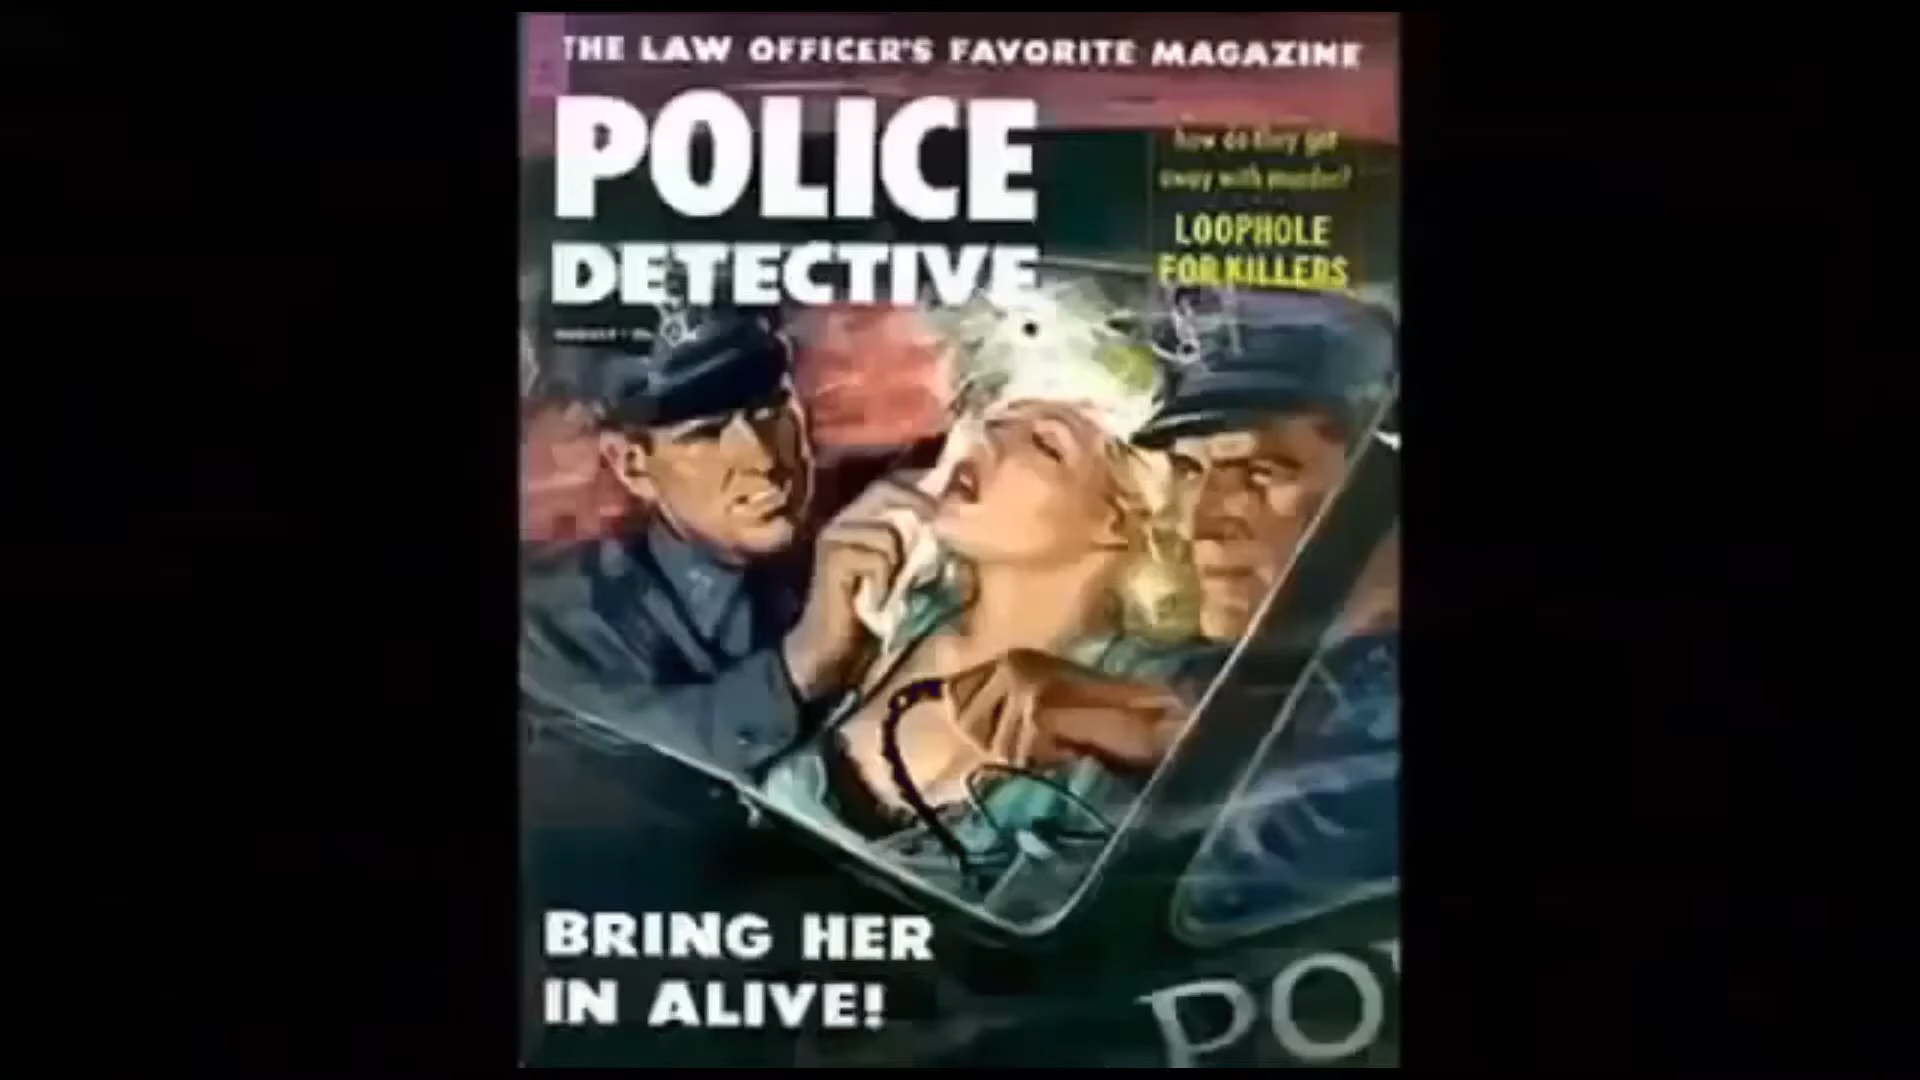 THE LAW OFFICER'S FAVORITE MAGAZINE
POLICE
DETECTIVE
how do they get
away with murder?
LOOPHOLE
FOR KILLERS
AUGUST
BRING HER
IN ALIVE!
PO